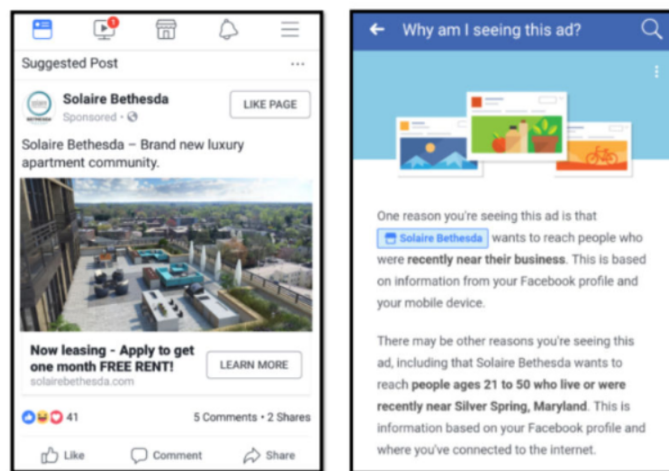 1
Suggested Post
Solaire Bethesda
Sponsored ·
LIKE PAGE
Solaire Bethesda – Brand new luxury
apartment community.
Now leasing - Apply to get
one month FREE RENT!
solairebethesda.com
LEARN MORE
41
5 Comments • 2 Shares
Like
Comment
Share
Why am I seeing this ad?
One reason you're seeing this ad is that
Solaire Bethesda wants to reach people who
were recently near their business. This is based
on information from your Facebook profile and
your mobile device.
There may be other reasons you're seeing this
ad, including that Solaire Bethesda wants to
reach people ages 21 to 50 who live or were
recently near Silver Spring, Maryland. This is
information based on your Facebook profile and
where you've connected to the internet.